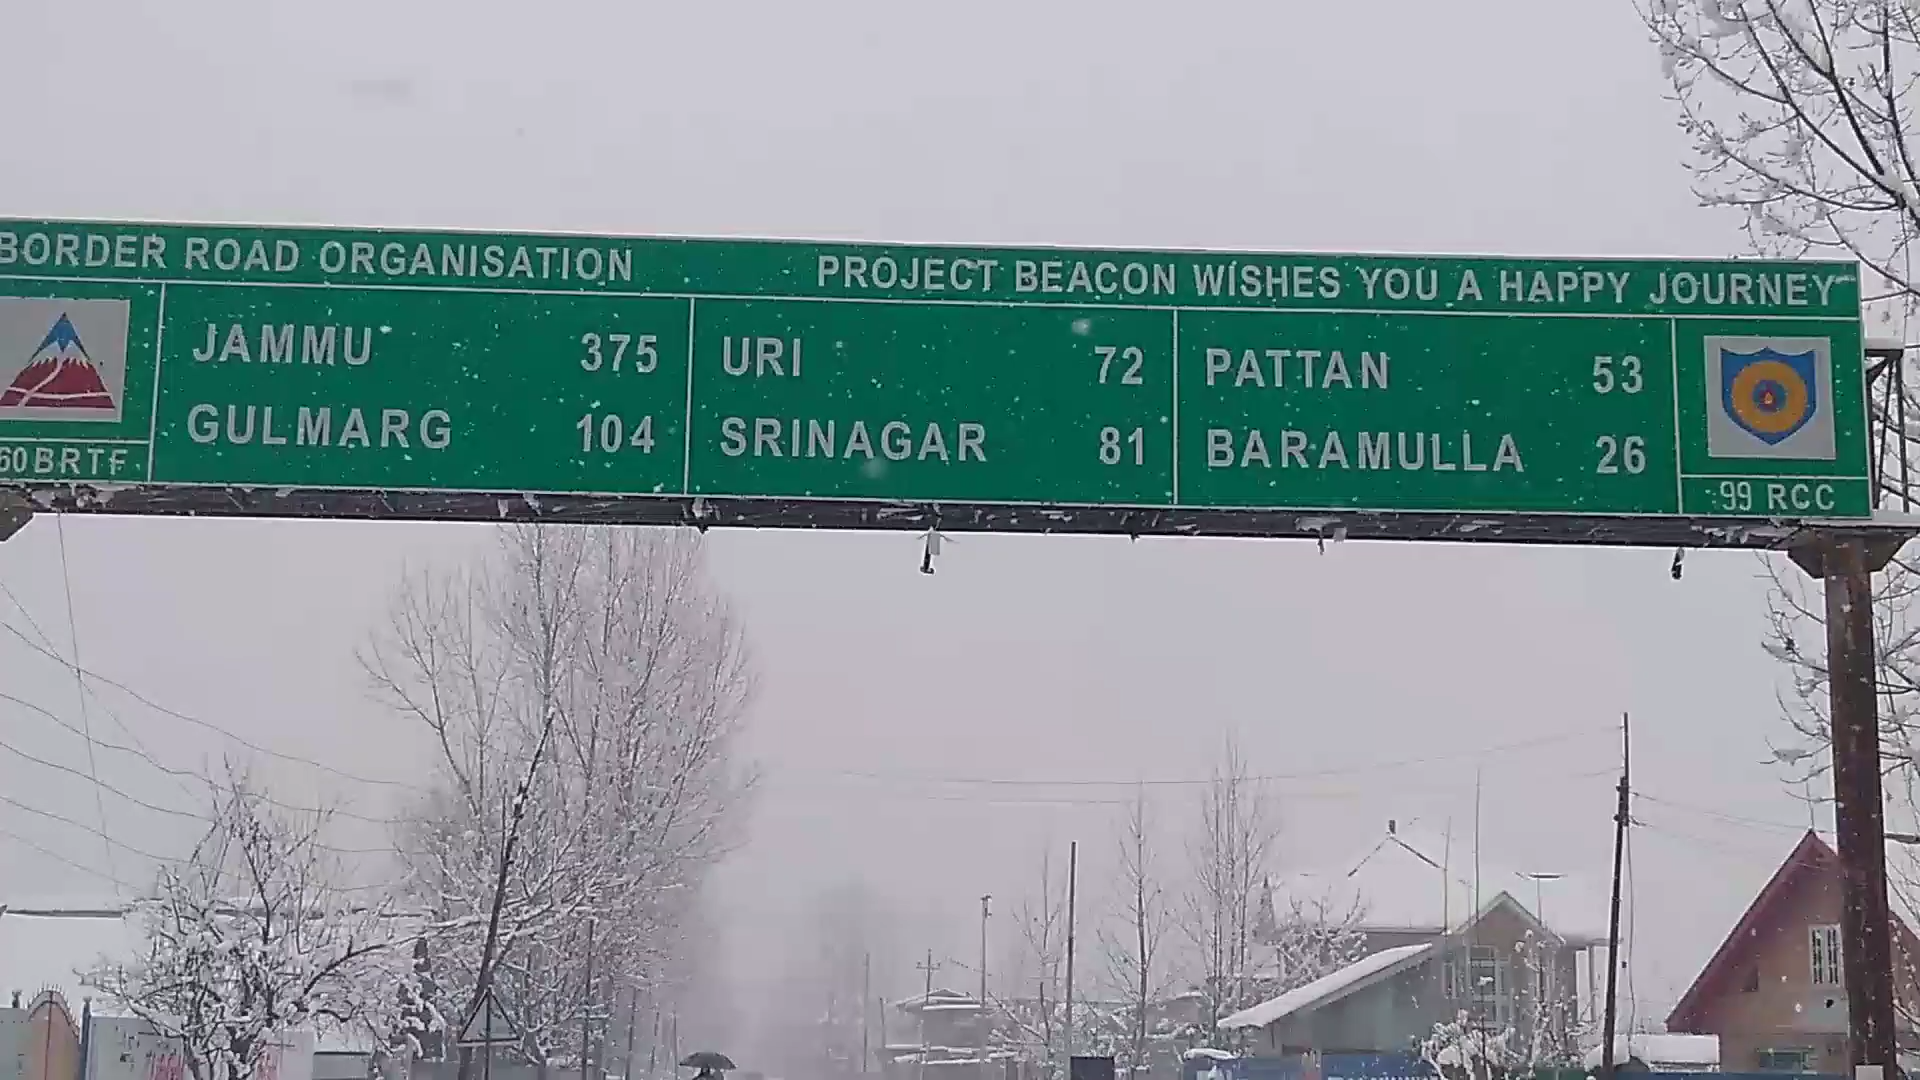 BORDER ROAD ORGANISATION PROJECT BEACON WISHES YOU A HAPPY JOURNEY
JAMMU 375 URI 72 PATTAN 53
GULMARG 104 SRINAGAR 81 BARAMULLA 26
60 BRTF 99 RCC